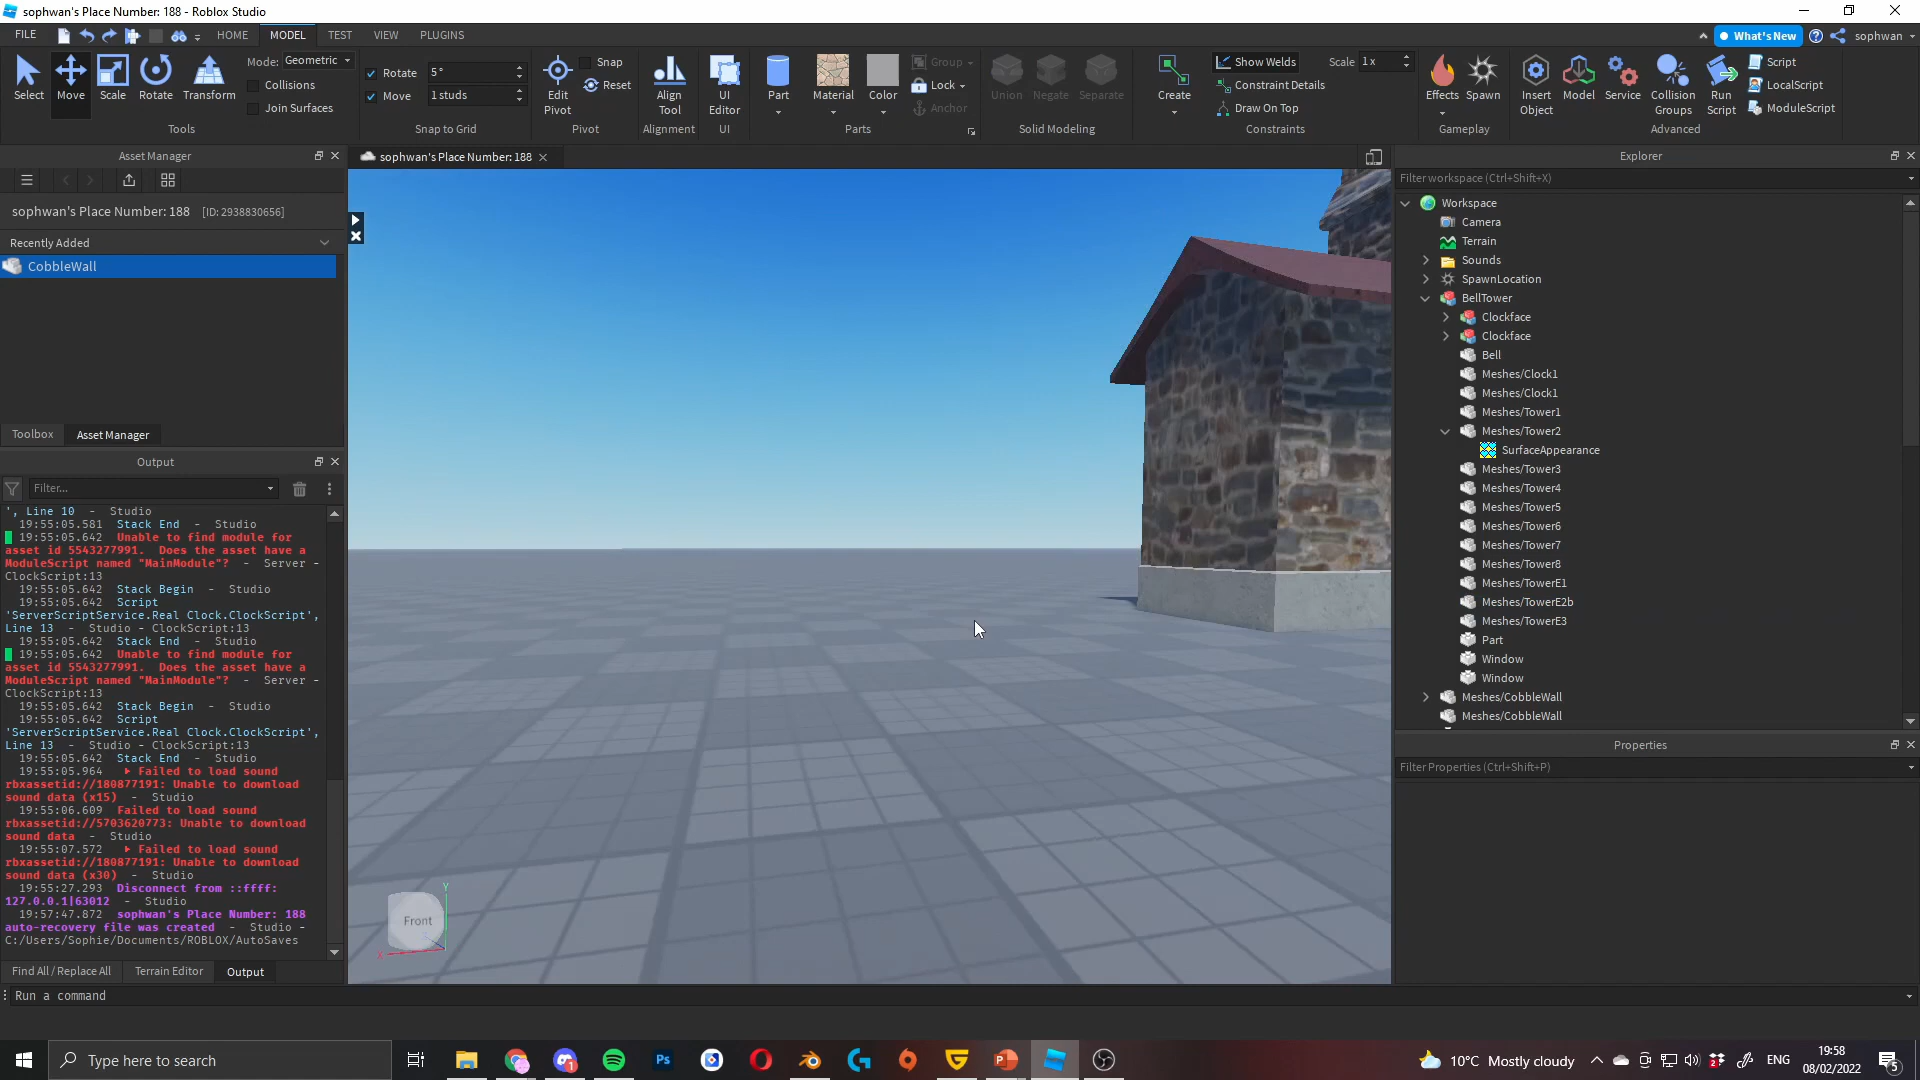 sophwan's Place Number: 188 - Roblox Studio
FILE
HOME
MODEL
TEST
VIEW
PLUGINS
What's New
sophwan
Select
Move
Scale
Rotate
Transform
Mode:
Geometric
Collisions
Join Surfaces
Tools
Rotate
5°
Move
1 studs
Snap to Grid
Edit
Pivot
Snap
Reset
Pivot
Align
Tool
Alignment
UI
Editor
UI
Part
Material
Color
Group
Lock
Anchor
Parts
Union
Negate
Separate
Solid Modeling
Create
Show Welds
Constraint Details
Draw On Top
Scale
1x
Constraints
Effects
Spawn
Gameplay
Insert
Object
Model
Service
Collision
Groups
Run
Script
Script
LocalScript
ModuleScript
Advanced
Asset Manager
sophwan's Place Number: 188 [ID: 2938830656]
Recently Added
CobbleWall
Toolbox
Asset Manager
Output
Filter...
', Line 10 - Studio
19:55:05.581 Stack End - Studio
19:55:05.642 Unable to find module for
asset id 5543277991. Does the asset have a
ModuleScript named "MainModule"? - Server -
ClockScript:13
19:55:05.642 Stack Begin - Studio
19:55:05.642 Script
'ServerScriptService.Real Clock.ClockScript',
Line 13 - Studio - ClockScript:13
19:55:05.642 Stack End - Studio
19:55:05.642 Unable to find module for
asset id 5543277991. Does the asset have a
ModuleScript named "MainModule"? - Server -
ClockScript:13
19:55:05.642 Stack Begin - Studio
19:55:05.642 Script
'ServerScriptService.Real Clock.ClockScript',
Line 13 - Studio - ClockScript:13
19:55:05.642 Stack End - Studio
19:55:05.964 Failed to load sound
rbxassetid://180877191: Unable to download
sound data (x15) - Studio
19:55:06.609 Failed to load sound
rbxassetid://5703620773: Unable to download
sound data - Studio
19:55:07.572 Failed to load sound
rbxassetid://180877191: Unable to download
sound data (x30) - Studio
19:55:27.293 Disconnect from ::ffff:
127.0.0.1|63012 - Studio
19:57:47.872 sophwan's Place Number: 188
auto-recovery file was created - Studio -
C:/Users/Sophie/Documents/ROBLOX/AutoSaves
Find All / Replace All
Terrain Editor
Output
Run a command
sophwan's Place Number: 188
Front
Y
X
Explorer
Filter workspace (Ctrl+Shift+X)
Workspace
Camera
Terrain
Sounds
SpawnLocation
BellTower
Clockface
Clockface
Bell
Meshes/Clock1
Meshes/Clock1
Meshes/Tower1
Meshes/Tower2
SurfaceAppearance
Meshes/Tower3
Meshes/Tower4
Meshes/Tower5
Meshes/Tower6
Meshes/Tower7
Meshes/Tower8
Meshes/TowerE1
Meshes/TowerE2b
Meshes/TowerE3
Part
Window
Window
Meshes/CobbleWall
Meshes/CobbleWall
Properties
Filter Properties (Ctrl+Shift+P)
Type here to search
Ps
10°C Mostly cloudy
ENG
19:58
08/02/2022
5